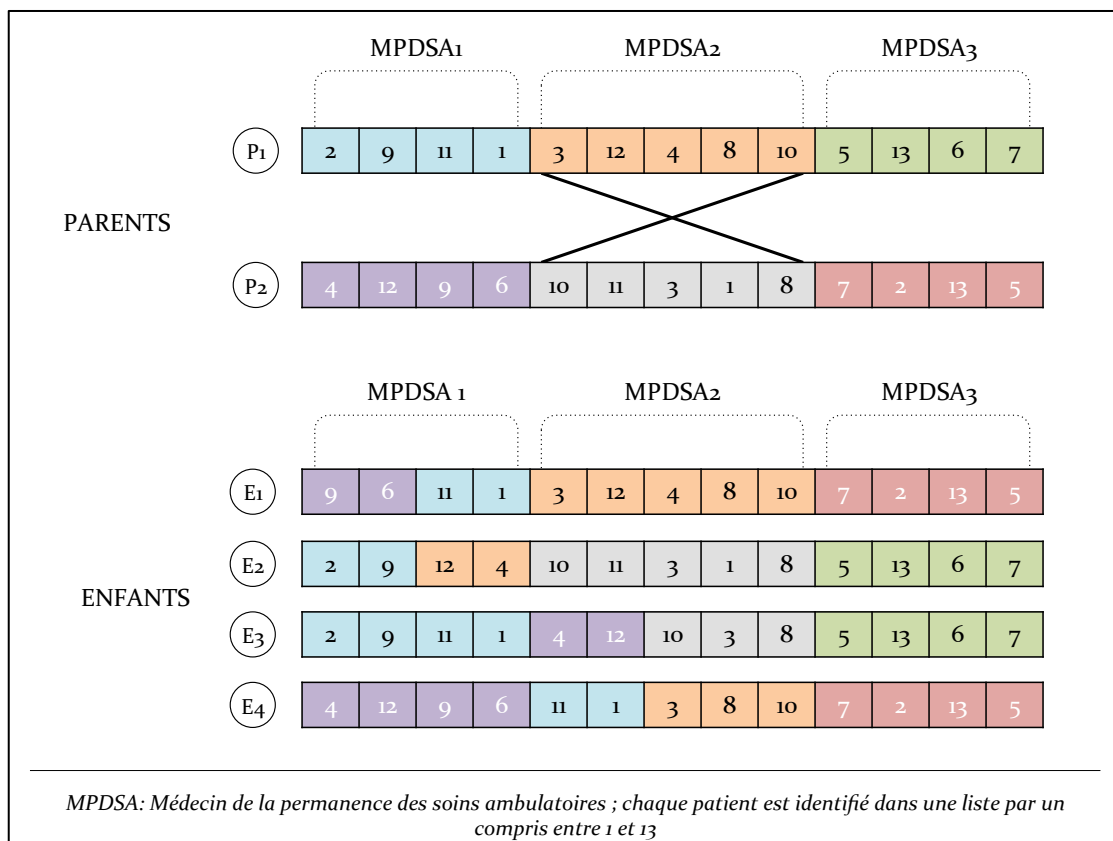 MPDSA1 MPDSA2 MPDSA3
P1 2 9 11 1 3 12 4 8 10 5 13 6 7
PARENTS
P2 4 12 9 6 10 11 3 1 8 7 2 13 5
MPDSA 1 MPDSA2 MPDSA3
E1 9 6 11 1 3 12 4 8 10 7 2 13 5
E2 2 9 12 4 10 11 3 1 8 5 13 6 7
ENFANTS
E3 2 9 11 1 4 12 10 3 8 5 13 6 7
E4 4 12 9 6 11 1 3 8 10 7 2 13 5
MPDSA: Médecin de la permanence des soins ambulatoires ; chaque patient est identifié dans une liste par un
compris entre 1 et 13